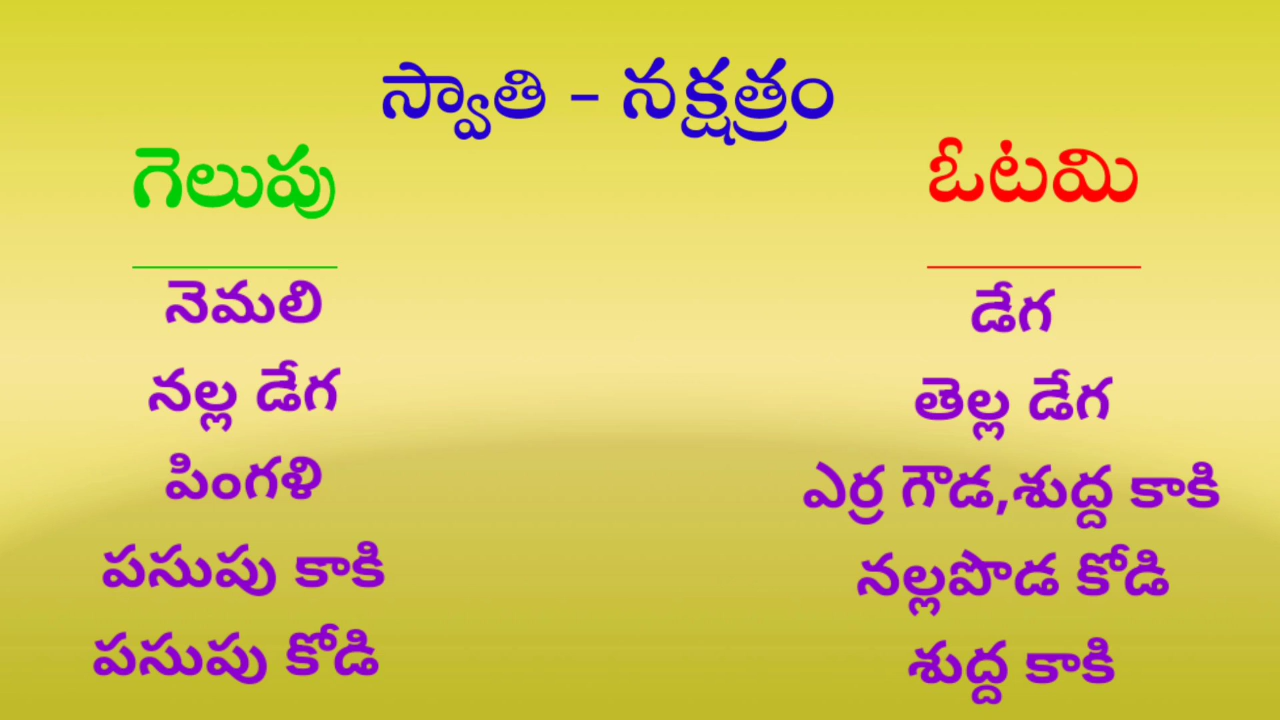 స్వాతి - నక్షత్రం
గెలుపు
ఓటమి
నెమలి
డేగ
నల్ల డేగ
తెల్ల డేగ
పింగళి
ఎర్ర గౌడ,శుద్ద కాకి
పసుపు కాకి
నల్లపొడ కోడి
పసుపు కోడి
శుద్ద కాకి